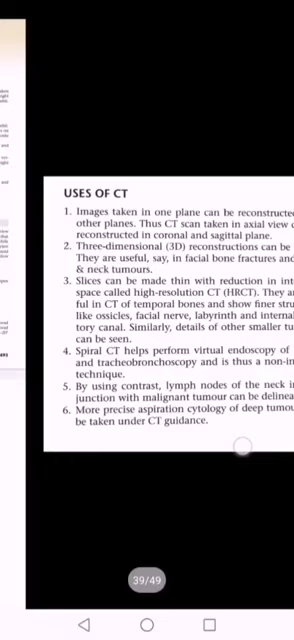 USES OF CT
1. Images taken in one plane can be reconstructed
other planes. Thus CT scan taken in axial view
reconstructed in coronal and sagittal plane.
2. Three-dimensional (3D) reconstructions can be
They are useful, say, in facial bone fractures and
& neck tumours.
3. Slices can be made thin with reduction in int
space called high-resolution CT (HRCT). They a
ful in CT of temporal bones and show finer stru
like ossicles, facial nerve, labyrinth and interna
tory canal. Similarly, details of other smaller tu
can be seen.
4. Spiral CT helps perform virtual endoscopy of
and tracheobronchoscopy and is thus a non-in
technique.
5. By using contrast, lymph nodes of the neck i
junction with malignant tumour can be delinea
6. More precise aspiration cytology of deep tumou
be taken under CT guidance.
39/49